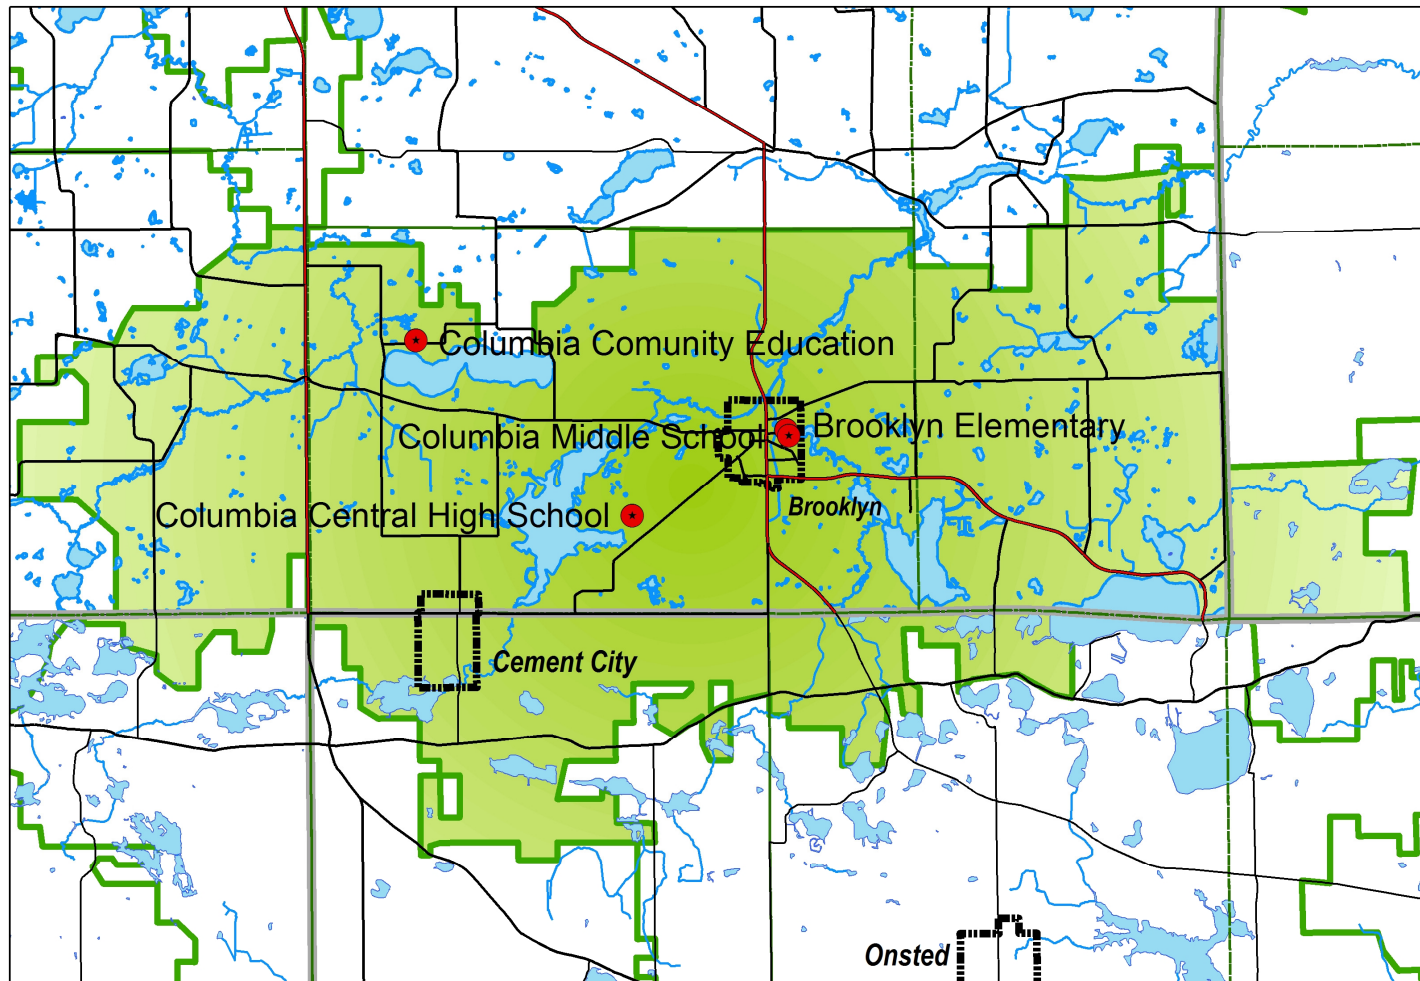 Columbia Comunity Education
Brooklyn Elementary
Columbia Middle School
Brooklyn
Columbia Central High School
Cement City
Onsted